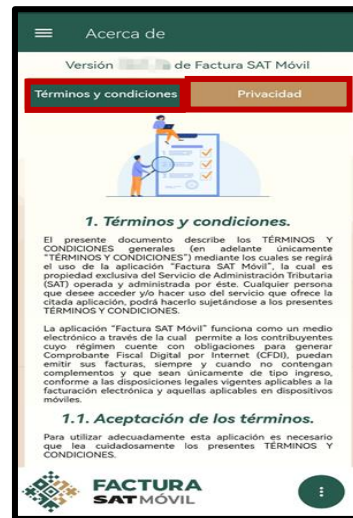 Acerca de
Versión de Factura SAT Móvil
Términos y condiciones Privacidad
1. Términos y condiciones.
El presente documento describe los TÉRMINOS Y
CONDICIONES generales (en adelante únicamente
"TÉRMINOS Y CONDICIONES") mediante los cuales se regirá
el uso de la aplicación "Factura SAT Móvil", la cual es
propiedad exclusiva del Servicio de Administración Tributaria
(SAT) operada y administrada por éste. Cualquier persona
que desee acceder y/o hacer uso del servicio que ofrece la
citada aplicación, podrá hacerlo sujetándose a los presentes
TÉRMINOS Y CONDICIONES.
La aplicación "Factura SAT Móvil" funciona como un medio
electrónico a través de la cual permite a los contribuyentes
cuyo régimen cuente con obligaciones para generar
Comprobante Fiscal Digital por Internet (CFDI), puedan
emitir sus facturas, siempre y cuando no contengan
complementos y que sean únicamente de tipo ingreso,
conforme a las disposiciones legales vigentes aplicables a la
facturación electrónica y aquellas aplicables en dispositivos
móviles.
1.1. Aceptación de los términos.
Para utilizar adecuadamente esta aplicación es necesario
que lea cuidadosamente los presentes TÉRMINOS Y
CONDICIONES.
FACTURA
SATMÓVIL